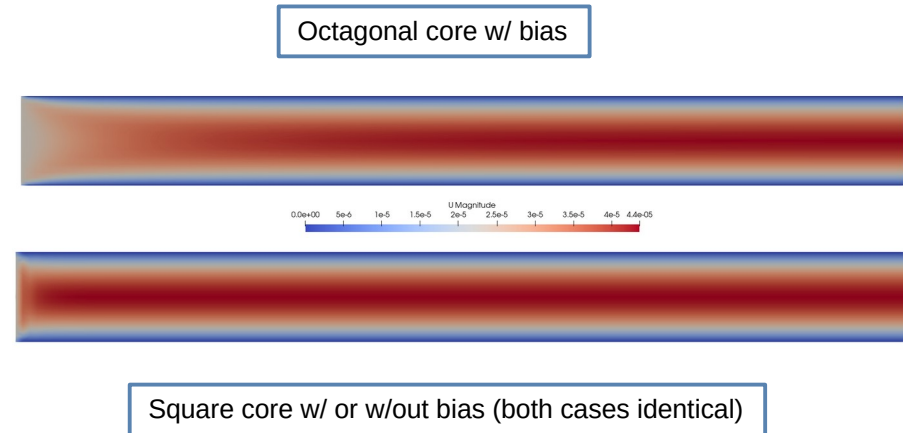 Octagonal core w/ bias
U Magnitude
0.0e+00 5e-6 1e-5 1.5e-5 2e-5 2.5e-5 3e-5 3.5e-5 4e-5 4.4e-05
Square core w/ or w/out bias (both cases identical)